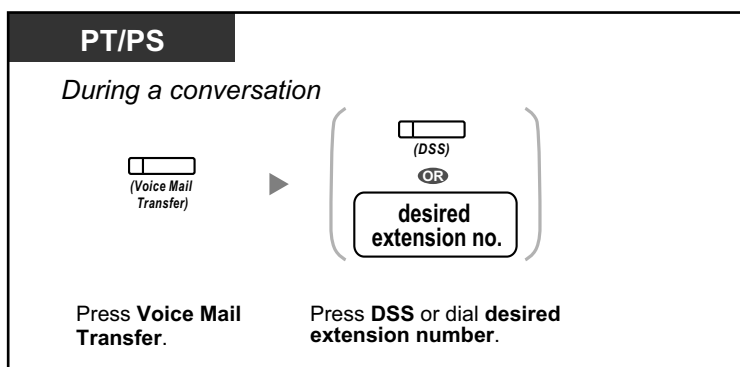 PT/PS
During a conversation
(Voice Mail
Transfer)
(DSS)
OR
desired
extension no.
Press Voice Mail
Transfer.
Press DSS or dial desired
extension number.